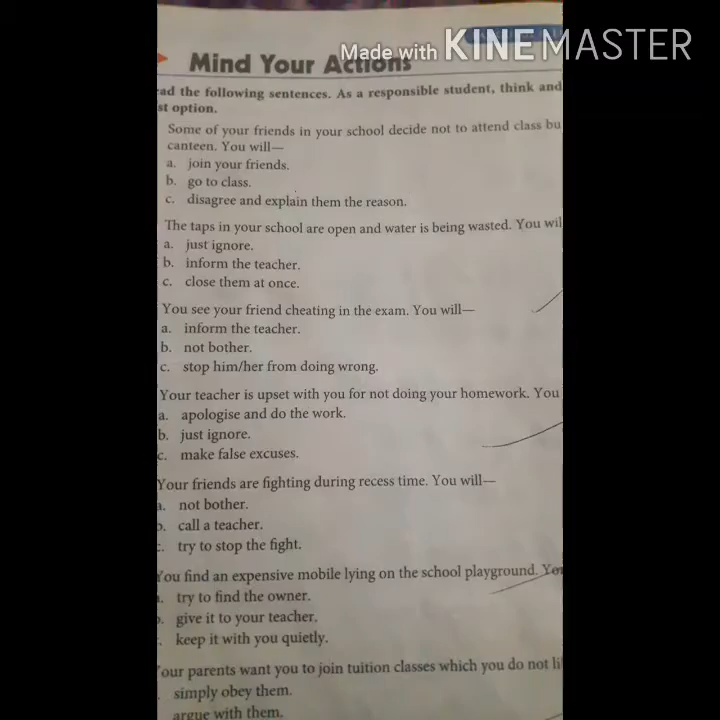 Made with KINEMASTER
Mind Your Actions
ad the following sentences. As a responsible student, think and
st option.
Some of your friends in your school decide not to attend class bu
canteen. You will—
a. join your friends.
b. go to class.
c. disagree and explain them the reason.
The taps in your school are open and water is being wasted. You wil
a. just ignore.
b. inform the teacher.
c. close them at once.
You see your friend cheating in the exam. You will—
a. inform the teacher.
b. not bother.
c. stop him/her from doing wrong.
Your teacher is upset with you for not doing your homework. You
a. apologise and do the work.
b. just ignore.
c. make false excuses.
Your friends are fighting during recess time. You will—
a. not bother.
b. call a teacher.
c. try to stop the fight.
You find an expensive mobile lying on the school playground. You
try to find the owner.
give it to your teacher.
keep it with you quietly.
our parents want you to join tuition classes which you do not li
simply obey them.
argue with them.